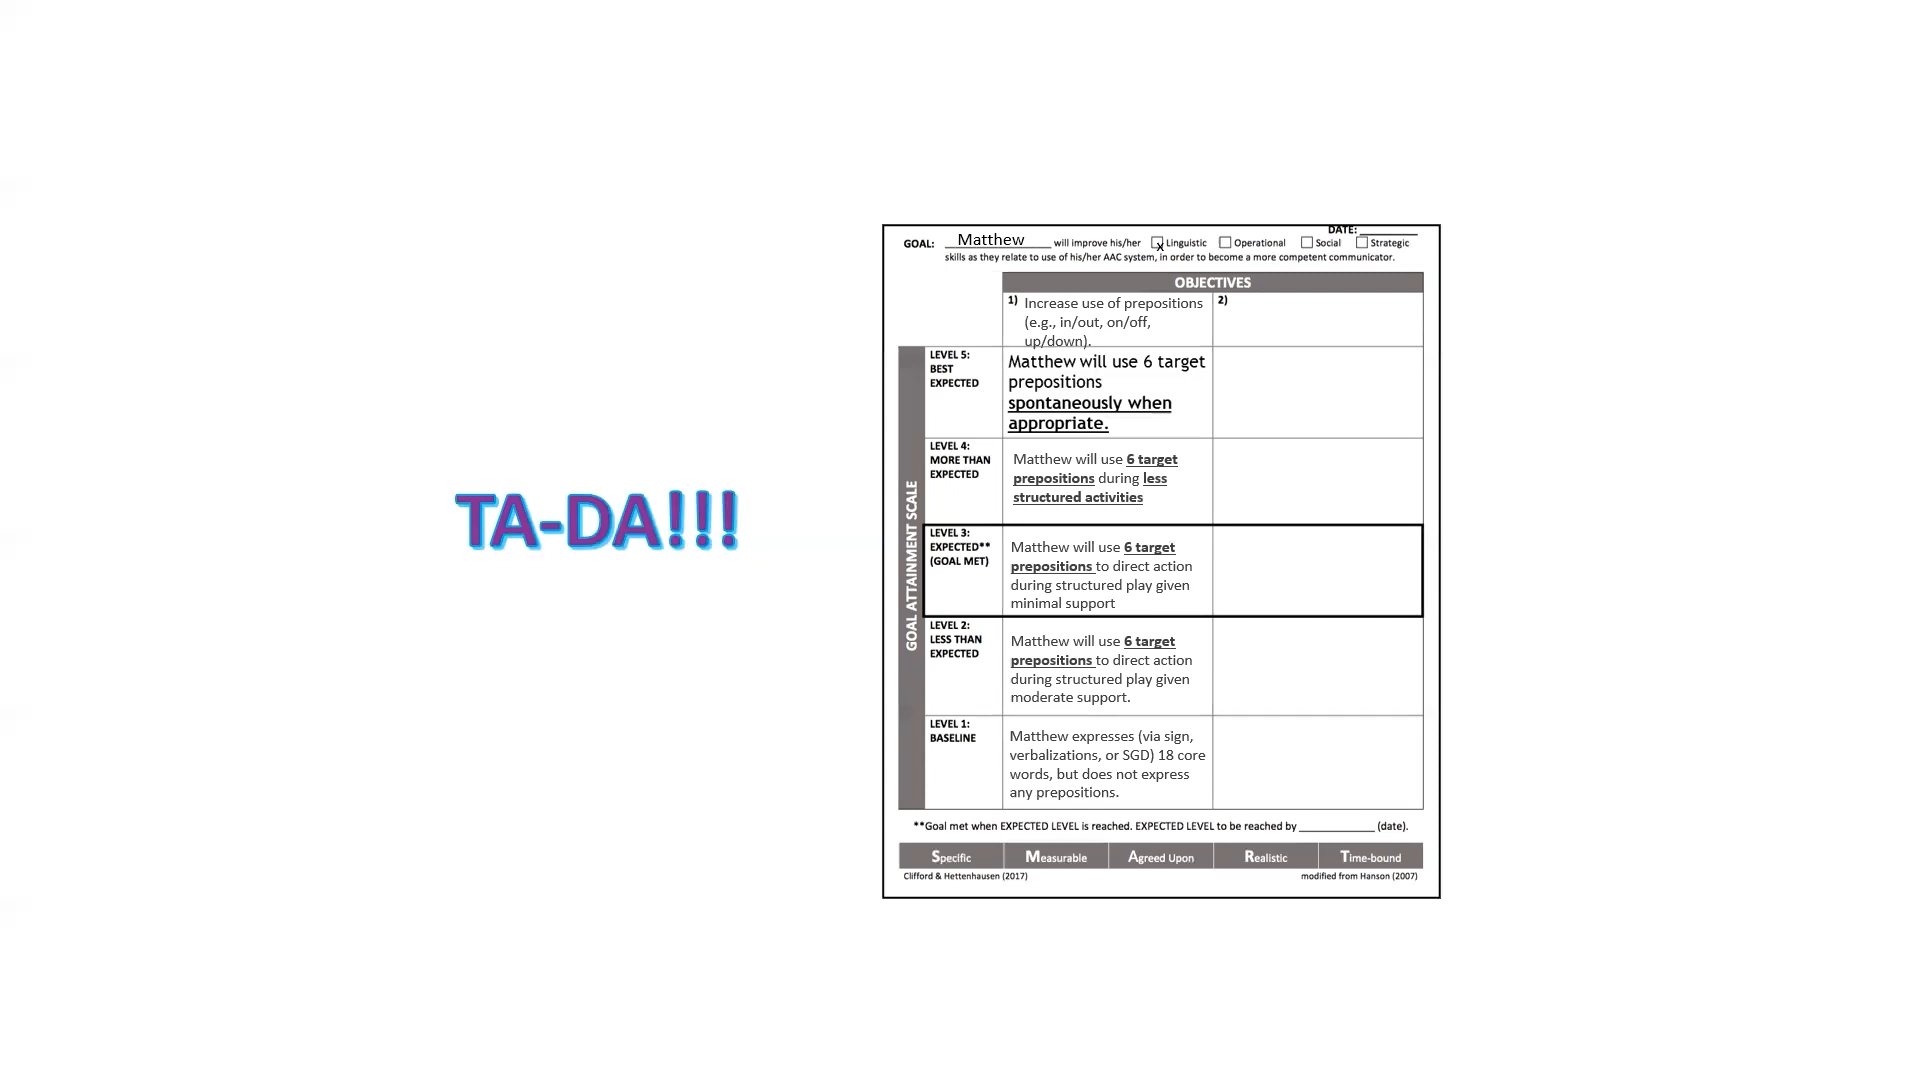 TA-DA!!!
DATE: ________
GOAL: Matthew will improve his/her x Linguistic Operational Social Strategic
skills as they relate to use of his/her AAC system, in order to become a more competent communicator.
OBJECTIVES
1) Increase use of prepositions
(e.g., in/out, on/off,
up/down).
2)
GOAL ATTAINMENT SCALE
LEVEL 5:
BEST
EXPECTED
Matthew will use 6 target
prepositions
spontaneously when
appropriate.
LEVEL 4:
MORE THAN
EXPECTED
Matthew will use 6 target
prepositions during less
structured activities
LEVEL 3:
EXPECTED**
(GOAL MET)
Matthew will use 6 target
prepositions to direct action
during structured play given
minimal support
LEVEL 2:
LESS THAN
EXPECTED
Matthew will use 6 target
prepositions to direct action
during structured play given
moderate support.
LEVEL 1:
BASELINE
Matthew expresses (via sign,
verbalizations, or SGD) 18 core
words, but does not express
any prepositions.
**Goal met when EXPECTED LEVEL is reached. EXPECTED LEVEL to be reached by ____________ (date).
Specific Measurable Agreed Upon Realistic Time-bound
Clifford & Hettenhausen (2017) modified from Hanson (2007)